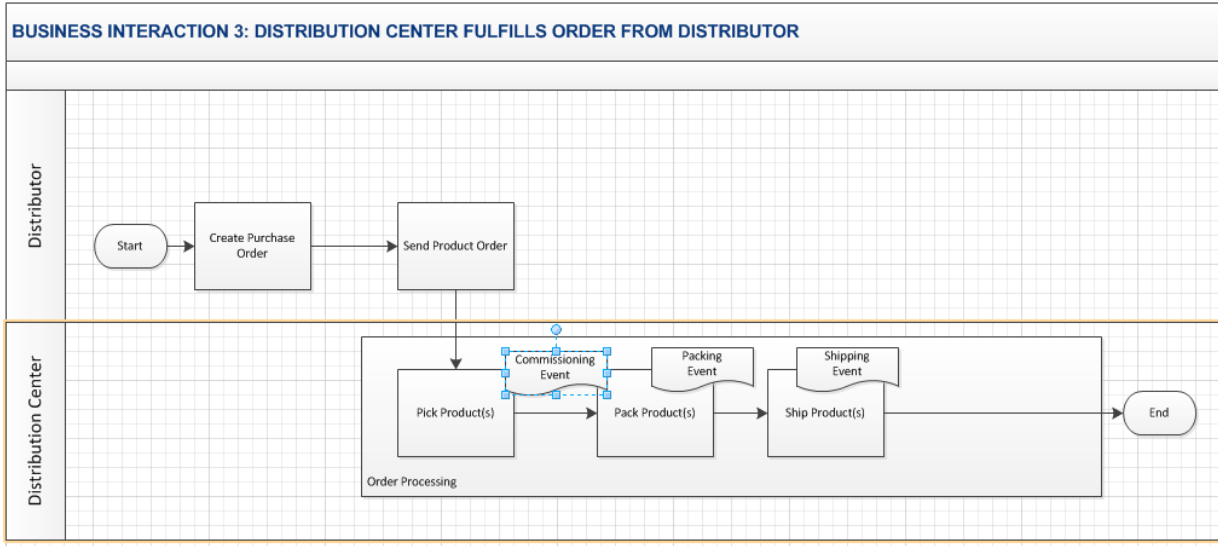 BUSINESS INTERACTION 3: DISTRIBUTION CENTER FULFILLS ORDER FROM DISTRIBUTOR
Distributor
Start
Create Purchase
Order
Send Product Order
Distribution Center
Commissioning
Event
Packing
Event
Shipping
Event
Pick Product(s)
Pack Product(s)
Ship Product(s)
End
Order Processing